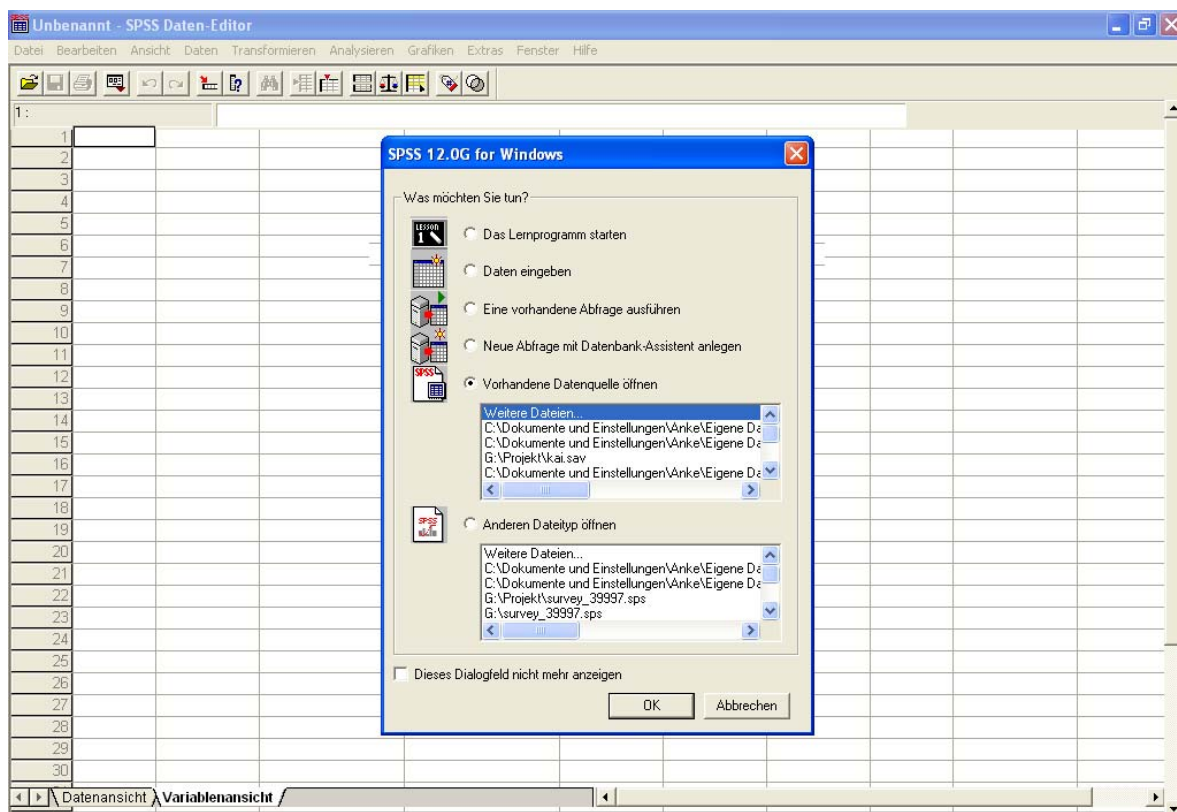 Unbenannt - SPSS Daten-Editor
Datei Bearbeiten Ansicht Daten Transformieren Analysieren Grafiken Extras Fenster Hilfe
1 :
1
2
3
4
5
6
7
8
9
10
11
12
13
14
15
16
17
18
19
20
21
22
23
24
25
26
27
28
29
30
SPSS 12.0G for Windows
Was möchten Sie tun?
LESSON 1
Das Lernprogramm starten
Daten eingeben
Eine vorhandene Abfrage ausführen
Neue Abfrage mit Datenbank-Assistent anlegen
SPSS
Vorhandene Datenquelle öffnen
Weitere Dateien...
C:\Dokumente und Einstellungen\Anke\Eigene Da
C:\Dokumente und Einstellungen\Anke\Eigene Da
G:\Projekt\kai.sav
C:\Dokumente und Einstellungen\Anke\Eigene Da
SPSS
Anderen Dateityp öffnen
Weitere Dateien...
C:\Dokumente und Einstellungen\Anke\Eigene Da
C:\Dokumente und Einstellungen\Anke\Eigene Da
G:\Projekt\survey_39997.sps
G:\survey_39997.sps
Dieses Dialogfeld nicht mehr anzeigen
OK Abbrechen
Datenansicht Variablenansicht